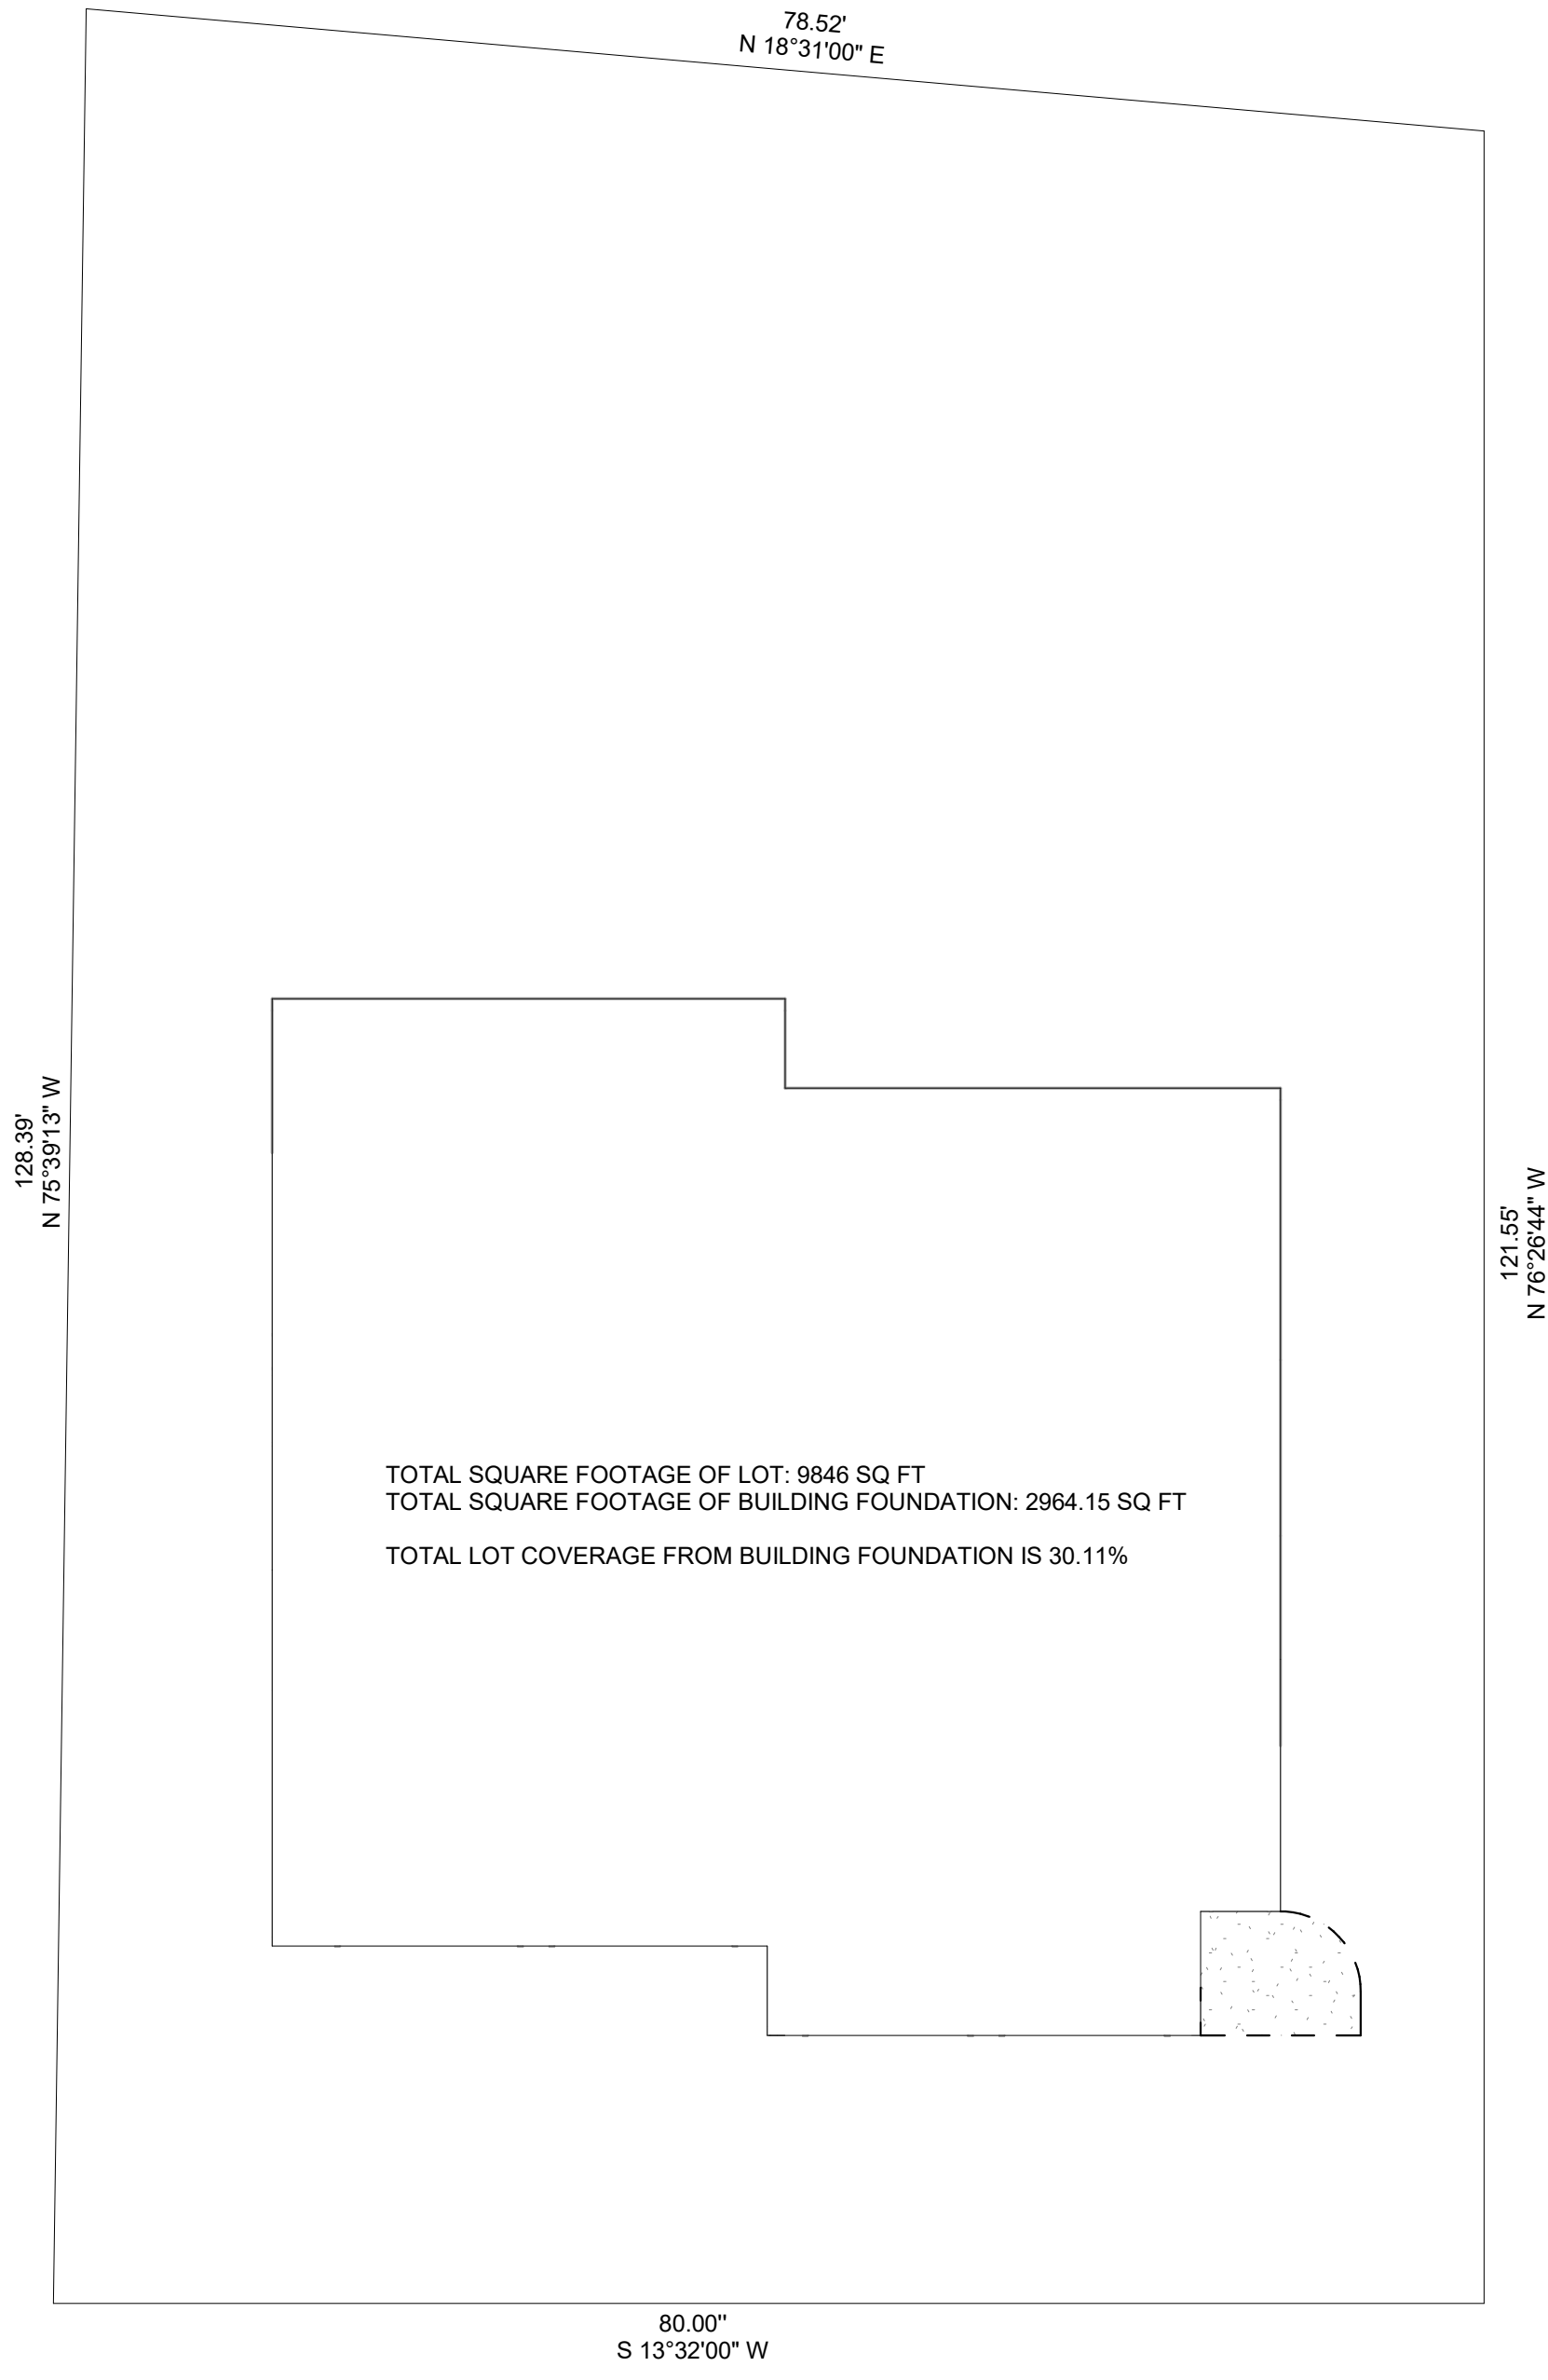 78.52'
N 18°31'00" E
128.39'
N 75°39'13" W
121.55'
N 76°26'44" W
TOTAL SQUARE FOOTAGE OF LOT: 9846 SQ FT
TOTAL SQUARE FOOTAGE OF BUILDING FOUNDATION: 2964.15 SQ FT
TOTAL LOT COVERAGE FROM BUILDING FOUNDATION IS 30.11%
80.00''
S 13°32'00" W